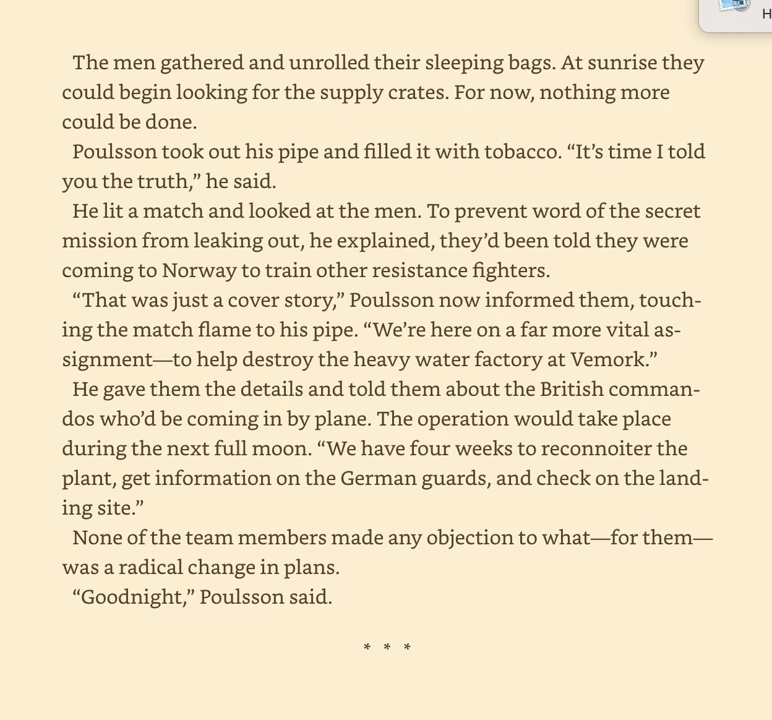 H
The men gathered and unrolled their sleeping bags. At sunrise they
could begin looking for the supply crates. For now, nothing more
could be done.
Poulsson took out his pipe and filled it with tobacco. “It’s time I told
you the truth,” he said.
He lit a match and looked at the men. To prevent word of the secret
mission from leaking out, he explained, they’d been told they were
coming to Norway to train other resistance fighters.
“That was just a cover story,” Poulsson now informed them, touch-
ing the match flame to his pipe. “We’re here on a far more vital as-
signment—to help destroy the heavy water factory at Vemork.”
He gave them the details and told them about the British comman-
dos who’d be coming in by plane. The operation would take place
during the next full moon. “We have four weeks to reconnoiter the
plant, get information on the German guards, and check on the land-
ing site.”
None of the team members made any objection to what—for them—
was a radical change in plans.
“Goodnight,” Poulsson said.
* * *